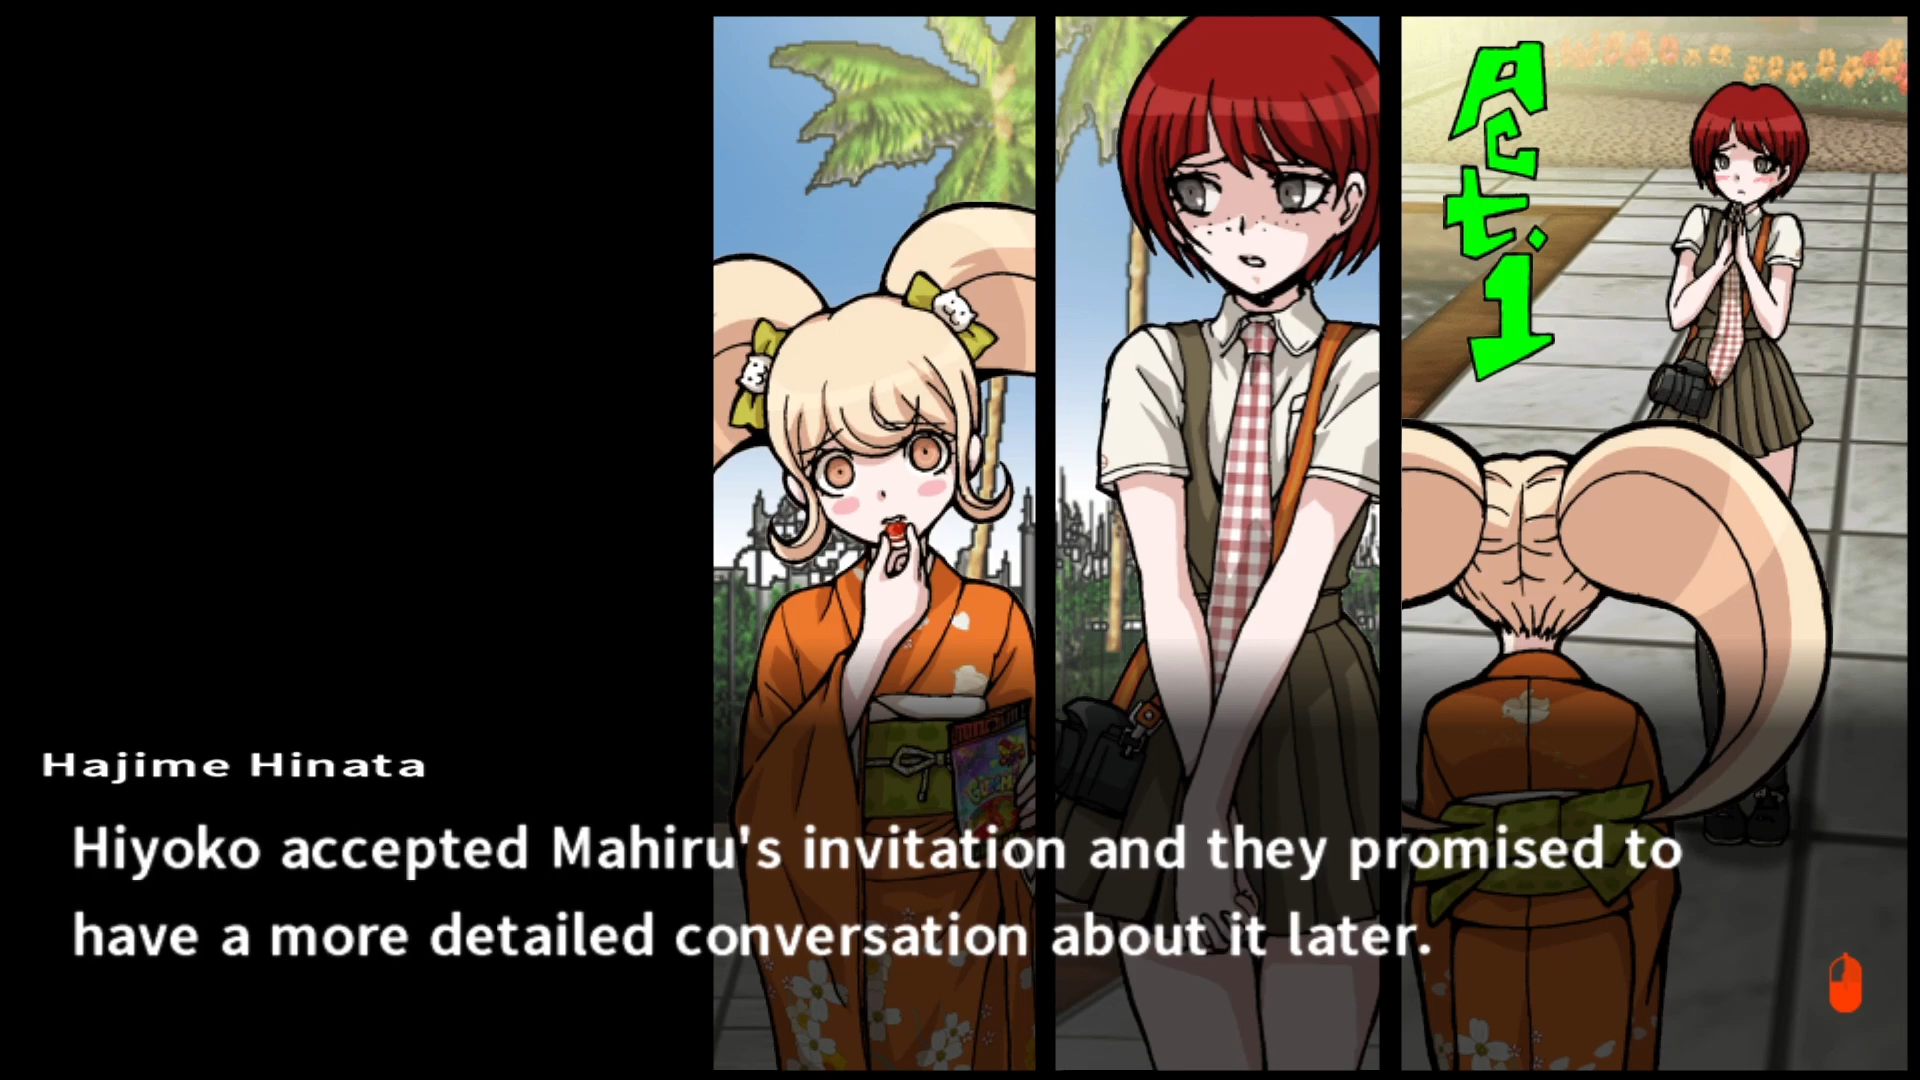 Act.1
Hajime Hinata
Hiyoko accepted Mahiru's invitation and they promised to
have a more detailed conversation about it later.